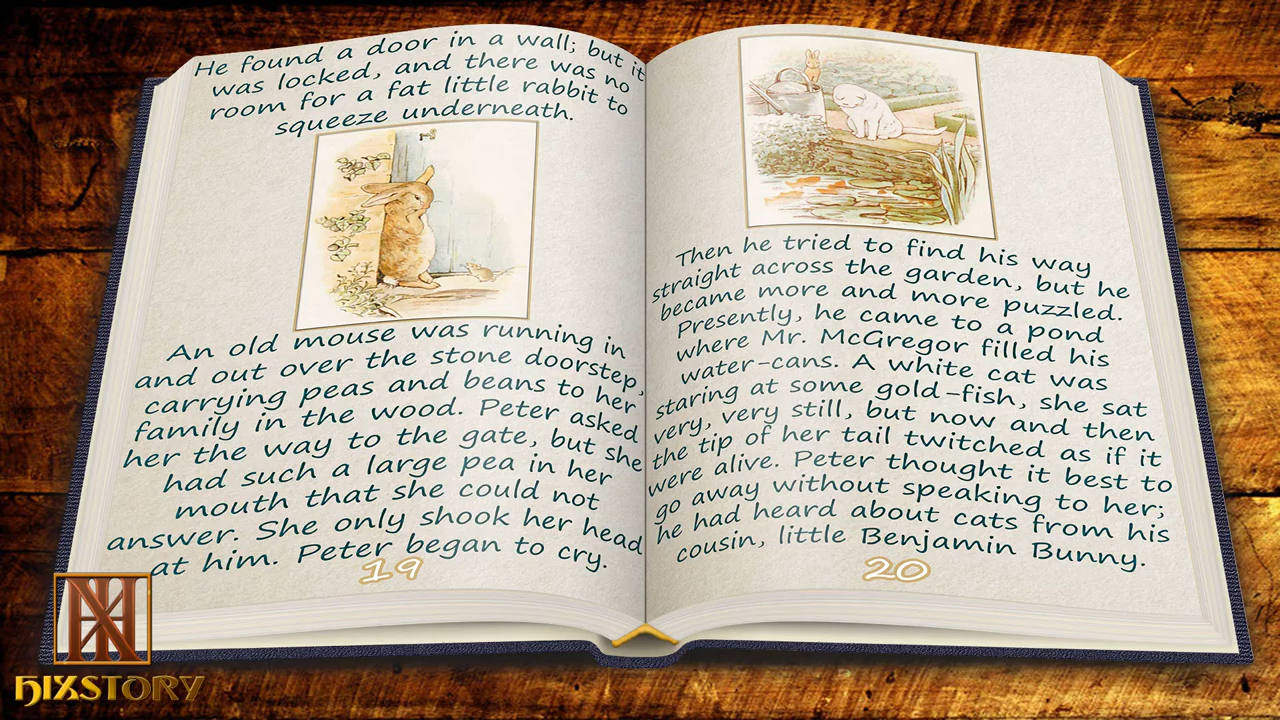 He found a door in a wall; but it
was locked, and there was no
room for a fat little rabbit to
squeeze underneath.
An old mouse was running in
and out over the stone doorstep,
carrying peas and beans to her
family in the wood. Peter asked
her the way to the gate, but she
had such a large pea in her
mouth that she could not
answer. She only shook her head
at him. Peter began to cry.
19
Then he tried to find his way
straight across the garden, but he
became more and more puzzled.
Presently, he came to a pond
where Mr. McGregor filled his
water-cans. A white cat was
staring at some gold-fish, she sat
very, very still, but now and then
the tip of her tail twitched as if it
were alive. Peter thought it best to
go away without speaking to her;
he had heard about cats from his
cousin, little Benjamin Bunny.
20
HIXSTORY